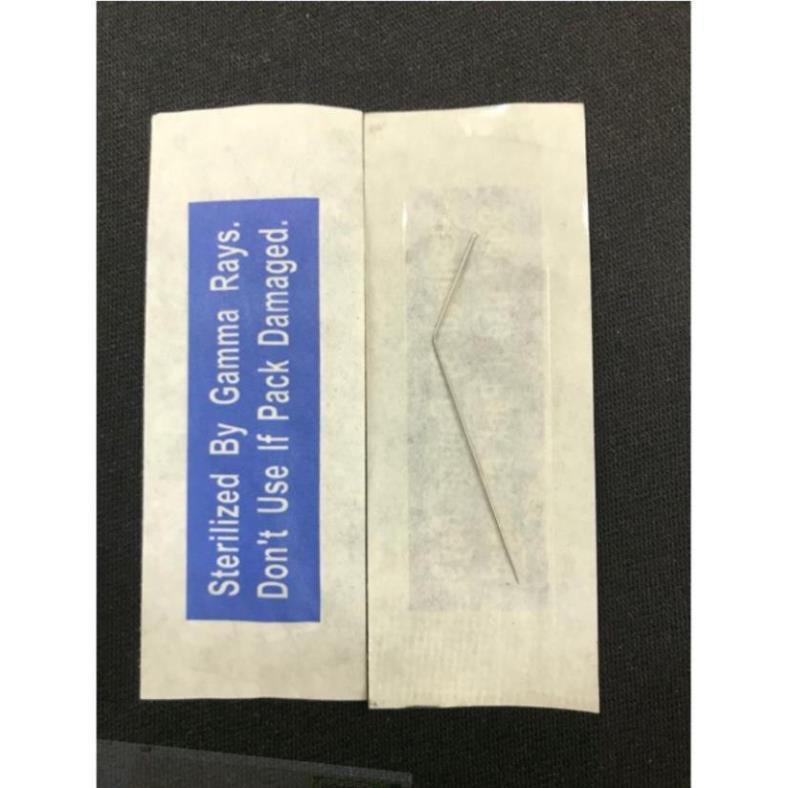 Sterilized By Gamma Rays.
Don't Use If Pack Damaged.